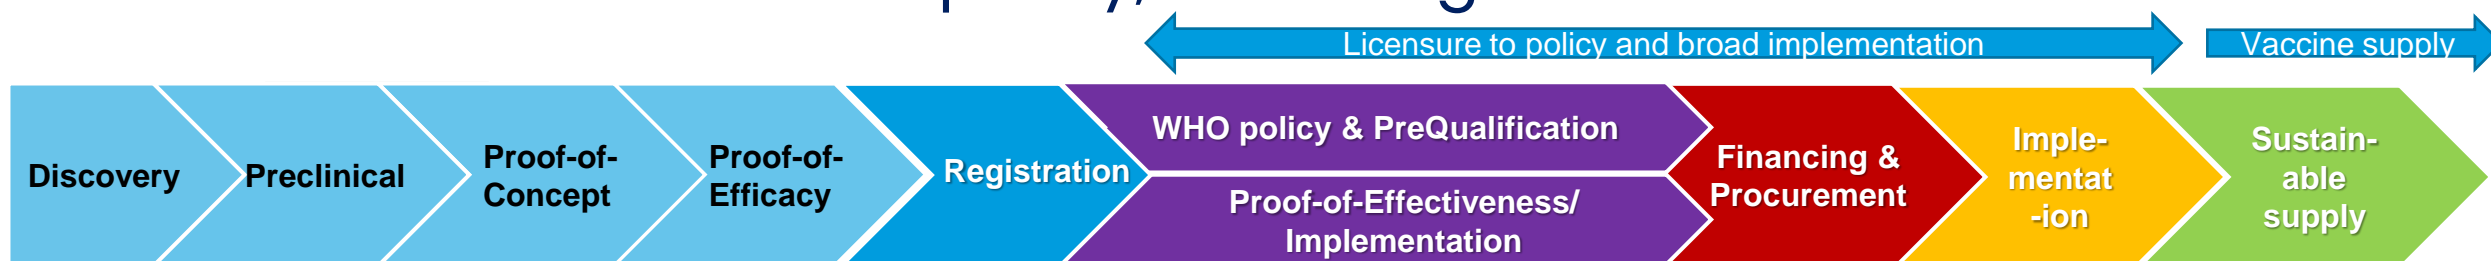 Licensure to policy and broad implementation
Vaccine supply
Discovery
Preclinical
Proof-of-
Concept
Proof-of-
Efficacy
Registration
WHO policy & PreQualification
Proof-of-Effectiveness/
Implementation
Financing &
Procurement
Imple-
mentat
-ion
Sustain-
able
supply